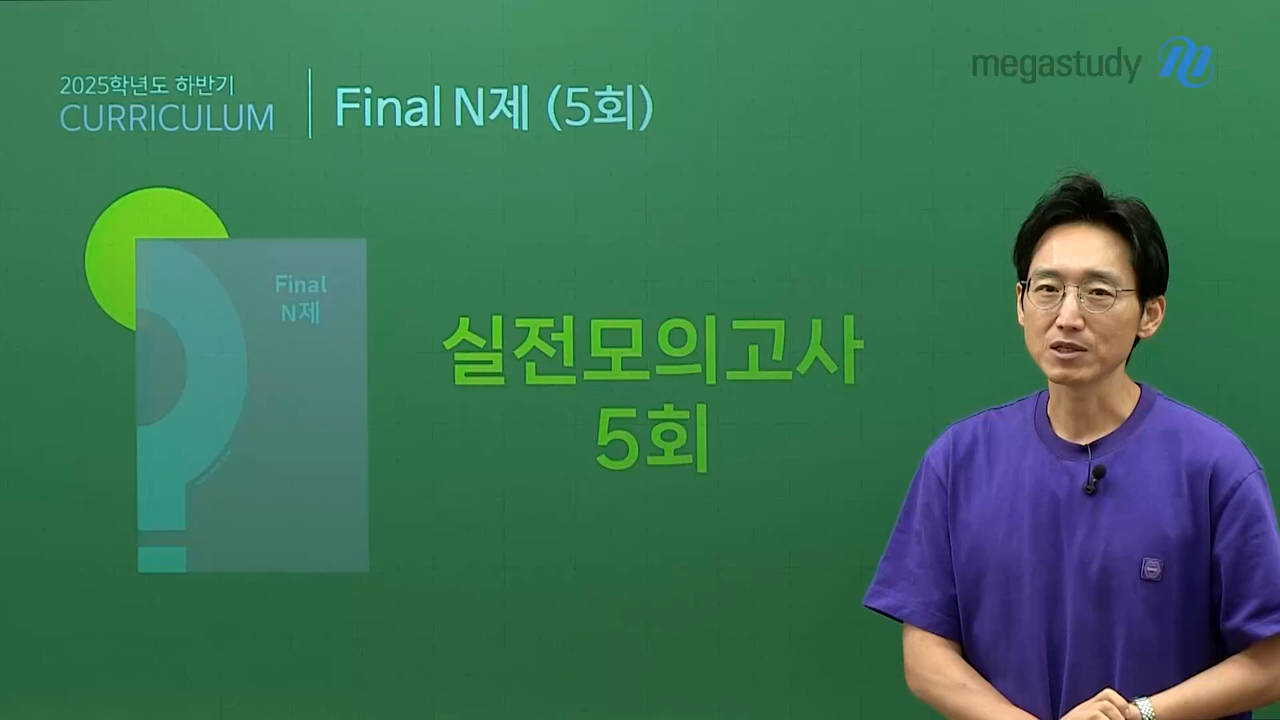 2025학년도 하반기
CURRICULUM
Final N제 (5회)
megastudy
Final
N제
실전모의고사
5회